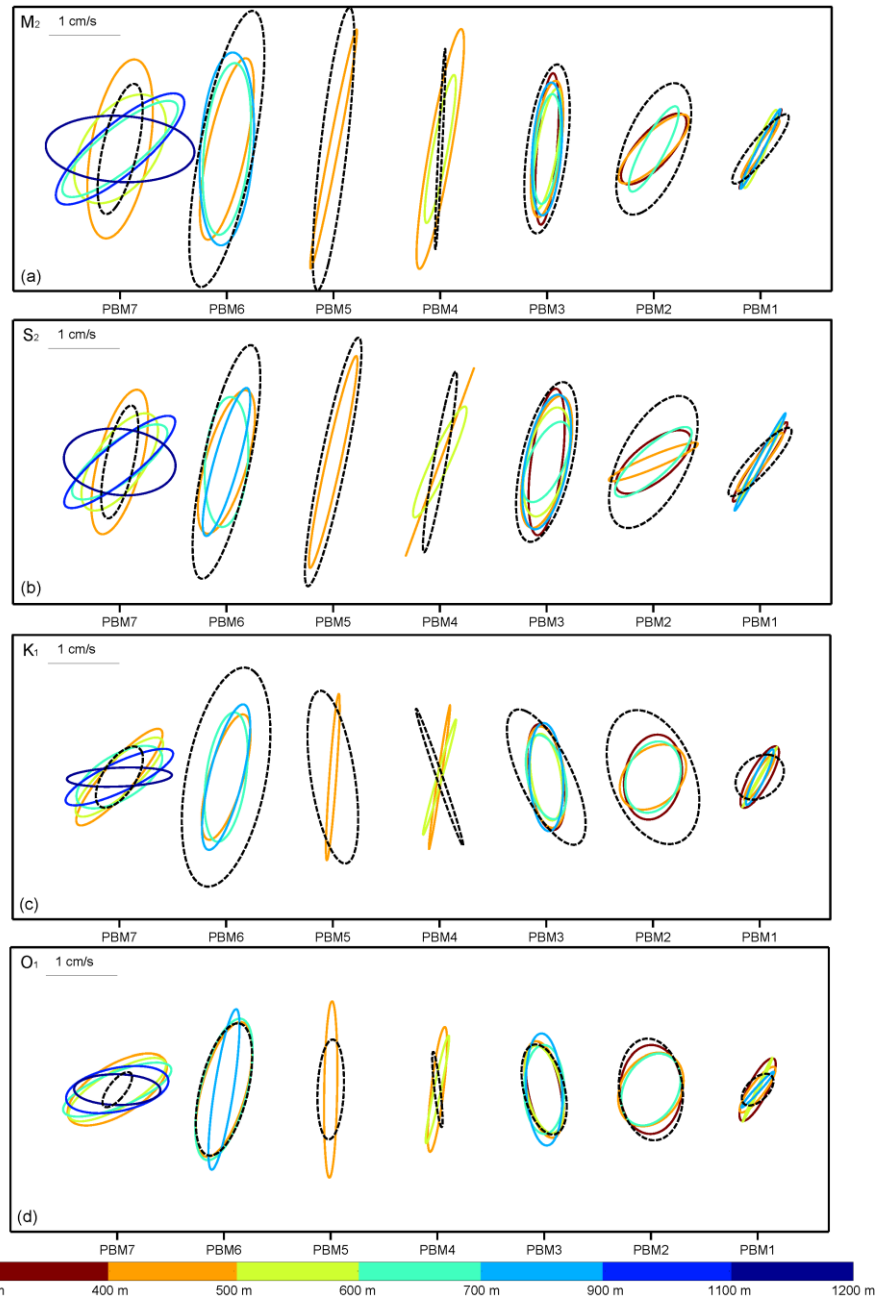 M2 1 cm/s
(a)
PBM7 PBM6 PBM5 PBM4 PBM3 PBM2 PBM1
S2 1 cm/s
(b)
PBM7 PBM6 PBM5 PBM4 PBM3 PBM2 PBM1
K1 1 cm/s
(c)
PBM7 PBM6 PBM5 PBM4 PBM3 PBM2 PBM1
O1 1 cm/s
(d)
PBM7 PBM6 PBM5 PBM4 PBM3 PBM2 PBM1
400 m 500 m 600 m 700 m 900 m 1100 m 1200 m